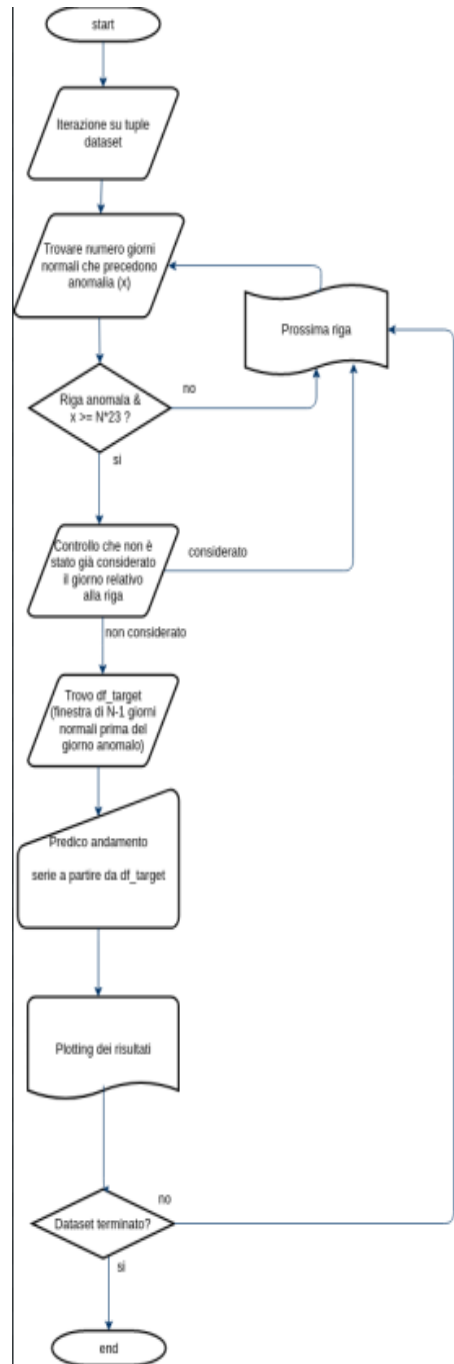 start
Iterazione su tuple
dataset
Trovare numero giorni
normali che precedono
anomalia (x)
Prossima riga
no
Riga anomala &
x >= N*23 ?
si
Controllo che non è
stato già considerato
il giorno relativo
alla riga
considerato
non considerato
Trovo df_target
(finestra di N-1 giorni
normali prima del
giorno anomalo)
Predico andamento
serie a partire da df_target
Plotting dei risultati
no
Dataset terminato?
si
end